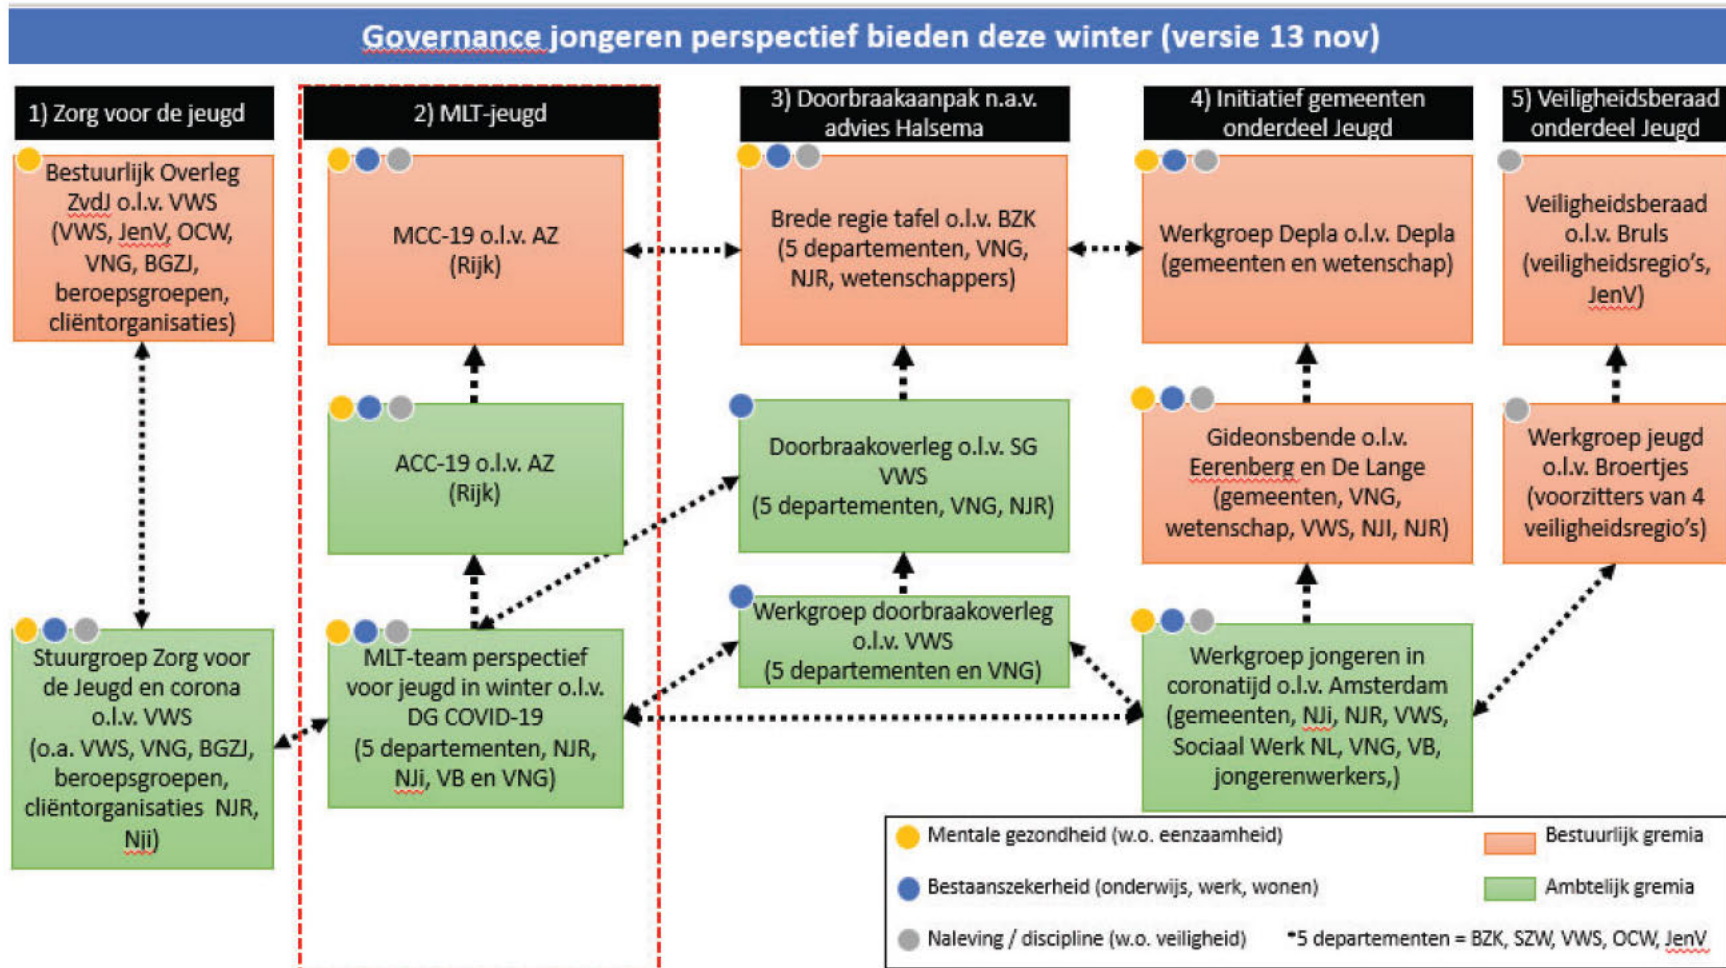 Governance jongeren perspectief bieden deze winter (versie 13 nov)
1) Zorg voor de jeugd
Bestuurlijk Overleg
ZvdJ o.l.v. VWS
(VWS, JenV, OCW,
VNG, BGZJ,
beroepsgroepen,
cliëntorganisaties)
Stuurgroep Zorg voor
de Jeugd en corona
o.l.v. VWS
(o.a. VWS, VNG, BGZJ,
beroepsgroepen,
cliëntorganisaties NJR,
Nji)
2) MLT-jeugd
MCC-19 o.l.v. AZ
(Rijk)
ACC-19 o.l.v. AZ
(Rijk)
MLT-team perspectief
voor jeugd in winter o.l.v.
DG COVID-19
(5 departementen, NJR,
NJi, VB en VNG)
3) Doorbraakaanpak n.a.v.
advies Halsema
Brede regie tafel o.l.v. BZK
(5 departementen, VNG,
NJR, wetenschappers)
Doorbraakoverleg o.l.v. SG
VWS
(5 departementen, VNG, NJR)
Werkgroep doorbraakoverleg
o.l.v. VWS
(5 departementen en VNG)
4) Initiatief gemeenten
onderdeel Jeugd
Werkgroep Depla o.l.v. Depla
(gemeenten en wetenschap)
Gideonsbende o.l.v.
Eerenberg en De Lange
(gemeenten, VNG,
wetenschap, VWS, NJI, NJR)
Werkgroep jongeren in
coronatijd o.l.v. Amsterdam
(gemeenten, NJi, NJR, VWS,
Sociaal Werk NL, VNG, VB,
jongerenwerkers,)
5) Veiligheidsberaad
onderdeel Jeugd
Veiligheidsberaad
o.l.v. Bruls
(veiligheidsregio's,
JenV)
Werkgroep jeugd
o.l.v. Broertjes
(voorzitters van 4
veiligheidsregio's)
Mentale gezondheid (w.o. eenzaamheid)
Bestaanszekerheid (onderwijs, werk, wonen)
Naleving / discipline (w.o. veiligheid)
Bestuurlijk gremia
Ambtelijk gremia
*5 departementen = BZK, SZW, VWS, OCW, JenV